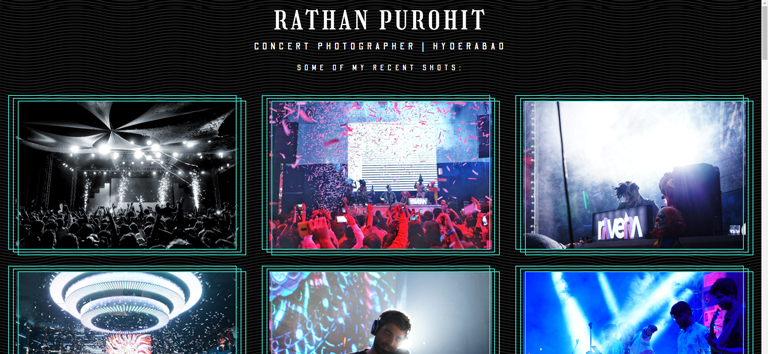 RATHAN PUROHIT
CONCERT PHOTOGRAPHER | HYDERABAD
SOME OF MY RECENT SHOTS: